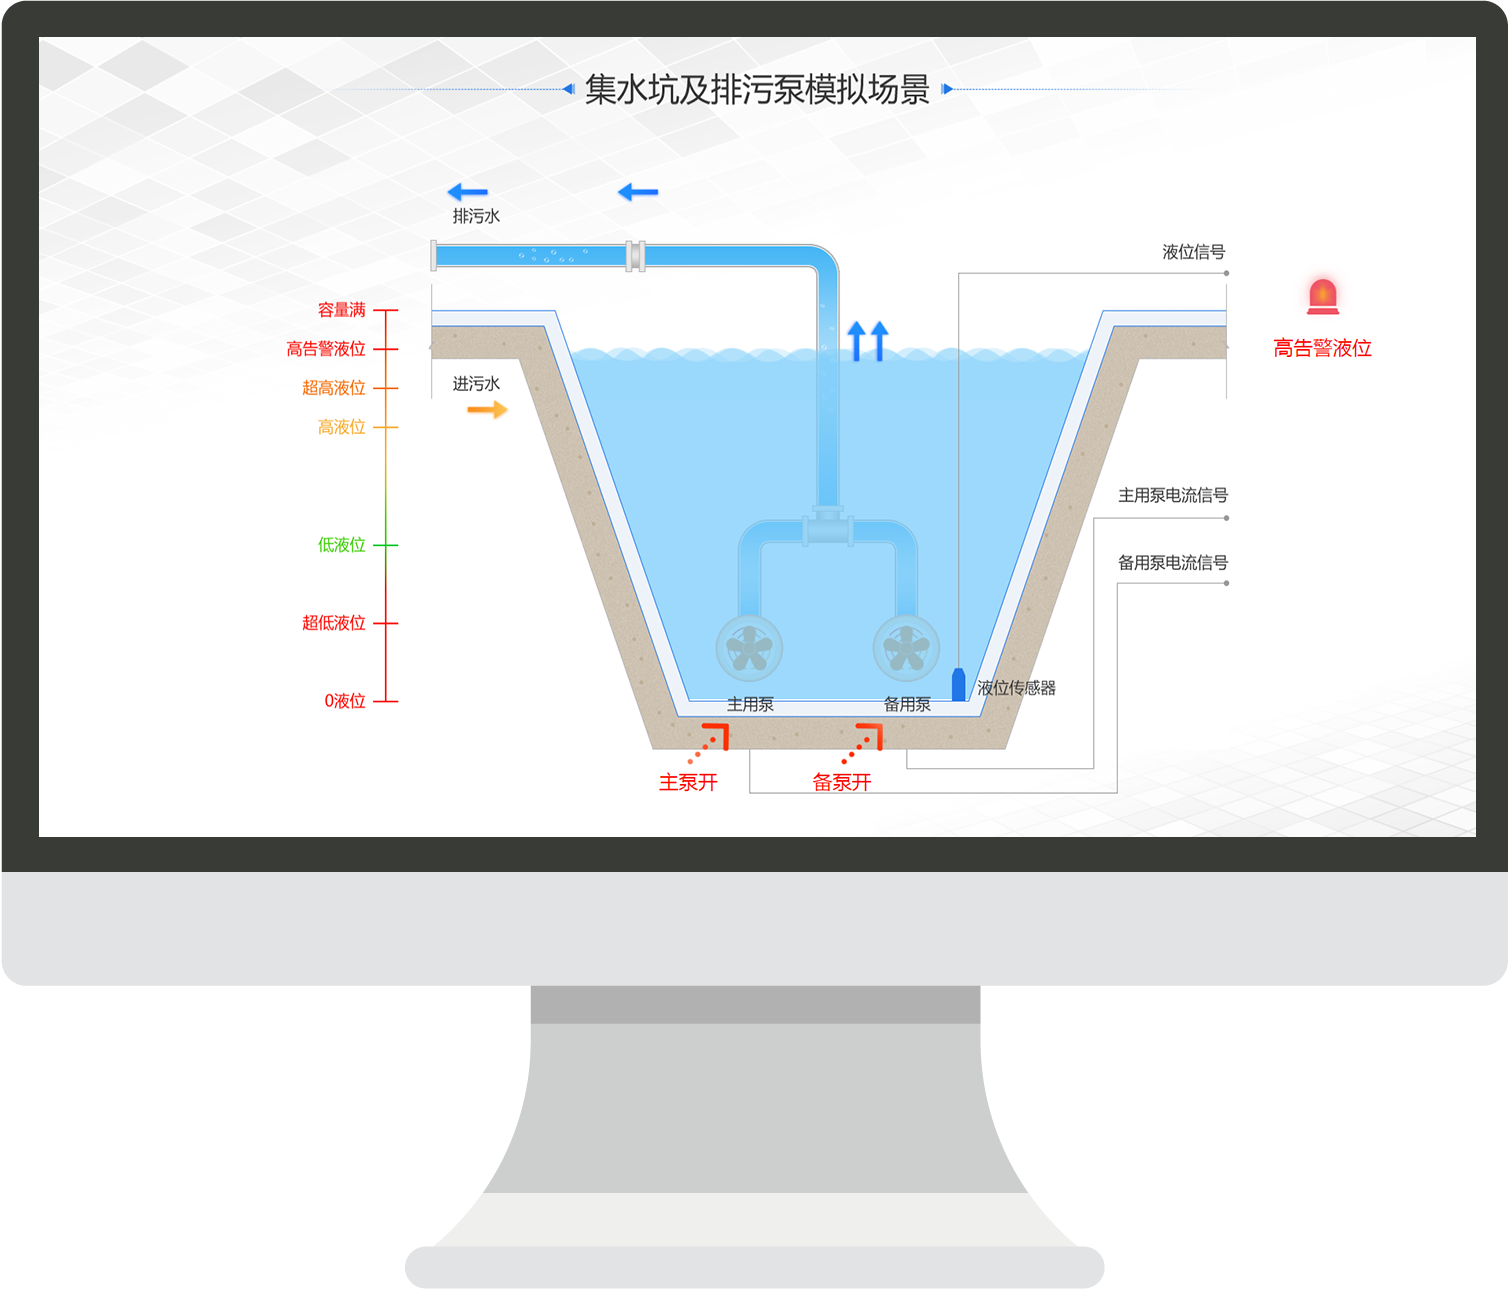 集水坑及排污泵模拟场景
排污水
液位信号
容量满
高告警液位
高告警液位
超高液位
进污水
高液位
主用泵电流信号
低液位
备用泵电流信号
超低液位
液位传感器
0液位
主用泵
备用泵
主泵开
备泵开